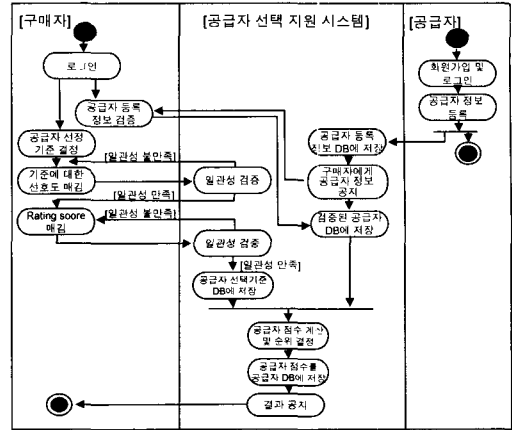 [구매자]
[공급자 선택 지원 시스템]
[공급자]
로그인
화원가입 및
로그인
공급자 등록
정보 검증
공급자 정보
등록
공급자 선정
기준 결정
공급자 등록
정보 DB에 저장
[일관성 불만족]
기준에 대한
선호도 매김
일관성 검증
구매자에게
공급자 정보
공지
[일관성 만족]
Rating soore
매김
[일관성 불만족]
검증된 공급자
DB에 저장
일관성 검증
[일관성 만족]
공급자 선택기준
DB에 저장
공급자 점수 계산
및 순위 결정
공급자 점수를
공급자 DB에 저장
결과 공지